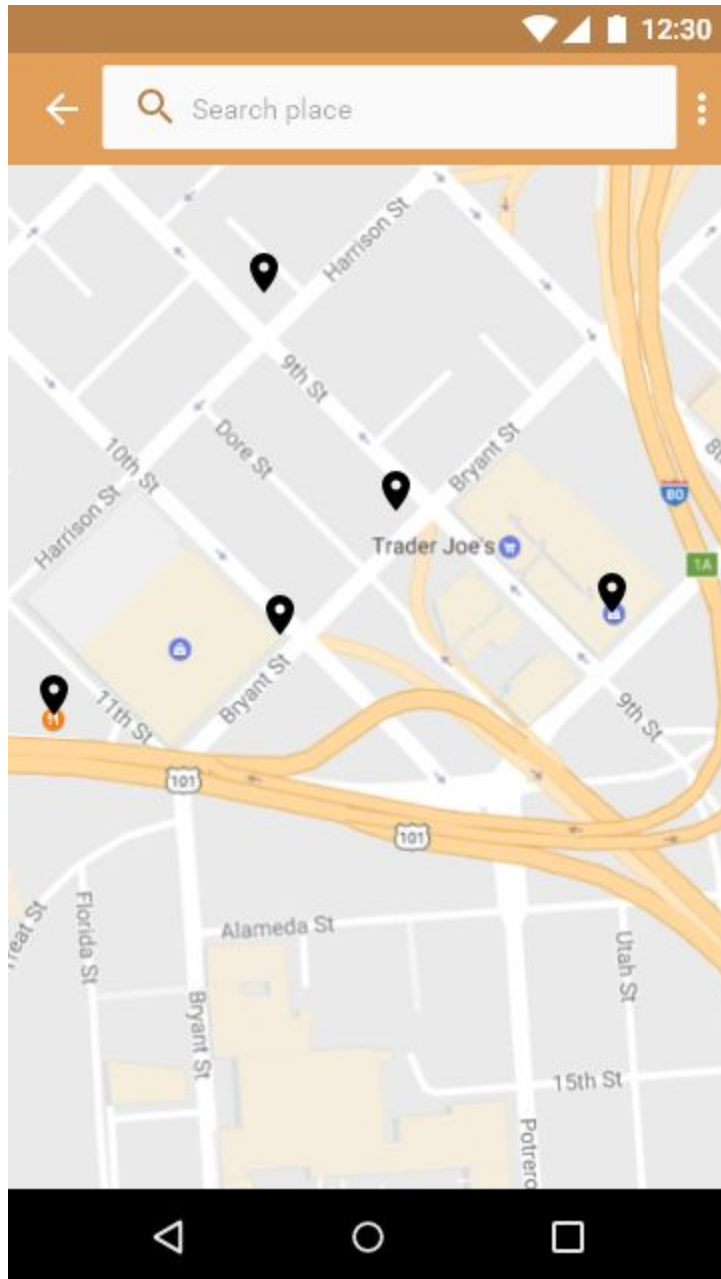 12:30
Search place
Harrison St
9th St
Dore St
Bryant St
10th St
Harrison St
80
Trader Joe's
1A
Bryant St
11th St
9th St
101
101
Florida St
Alameda St
Utah St
Bryant St
15th St
Potrero